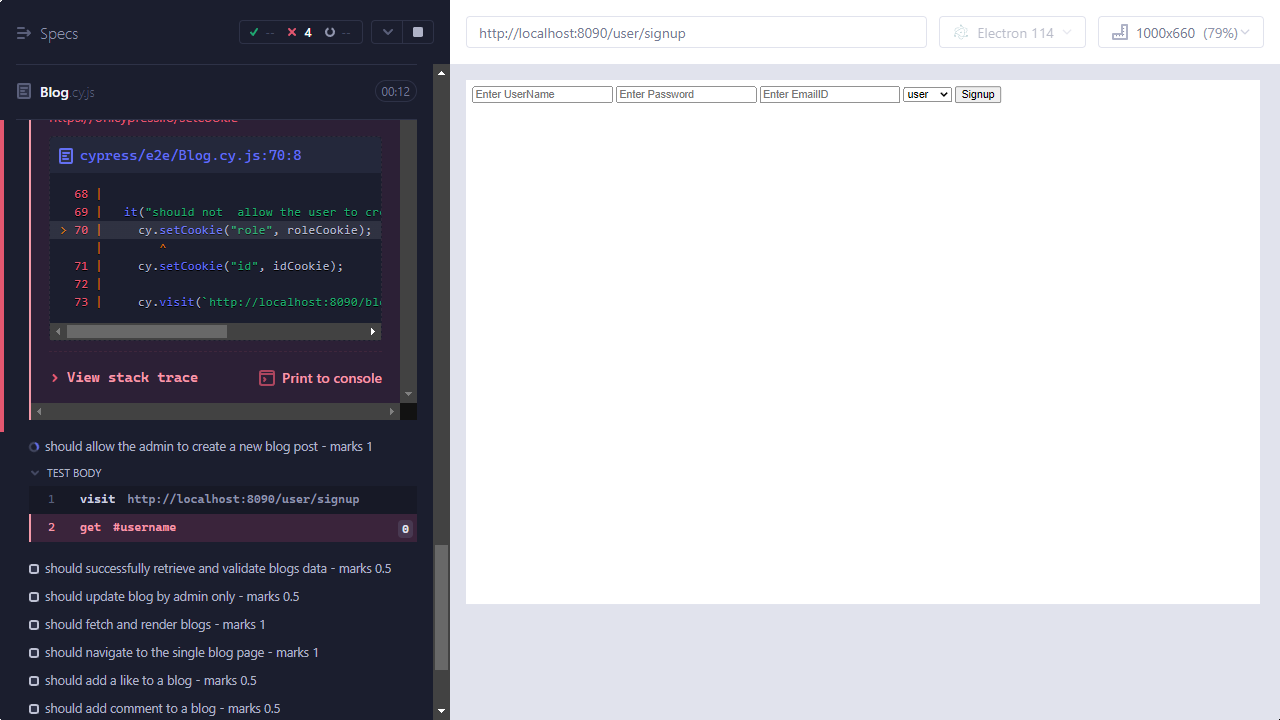 Specs
--
4
--
http://localhost:8090/user/signup
Electron 114
1000x660 (79%)
Blog.cy.js
00:12
https://on.cypress.io/setcookie
cypress/e2e/Blog.cy.js:70:8
68 |
69 | it("should not  allow the user to cre
> 70 | cy.setCookie("role", roleCookie);
| ^
71 | cy.setCookie("id", idCookie);
72 |
73 | cy.visit(`http://localhost:8090/blo
> View stack trace
Print to console
should allow the admin to create a new blog post - marks 1
TEST BODY
1 visit http://localhost:8090/user/signup
2 get #username 0
should successfully retrieve and validate blogs data - marks 0.5
should update blog by admin only - marks 0.5
should fetch and render blogs - marks 1
should navigate to the single blog page - marks 1
should add a like to a blog - marks 0.5
should add comment to a blog - marks 0.5
Enter UserName
Enter Password
Enter EmailID
user
Signup